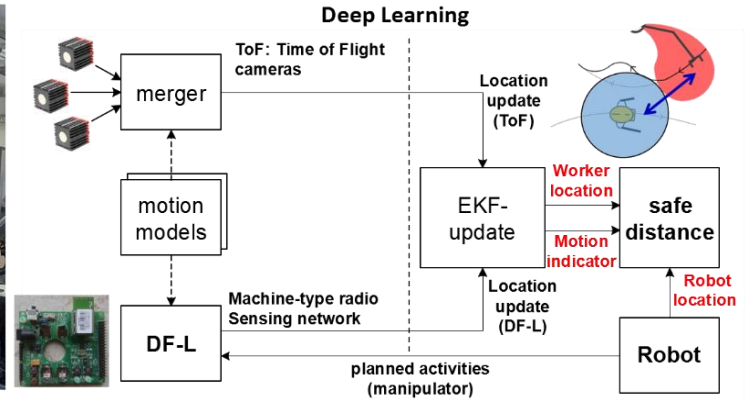 Deep Learning
ToF: Time of Flight
cameras
merger
Location
update
(ToF)
motion
models
EKF-
update
Worker
location
Motion
indicator
safe
distance
Machine-type radio
Sensing network
Location
update
(DF-L)
Robot
location
DF-L
Robot
planned activities
(manipulator)